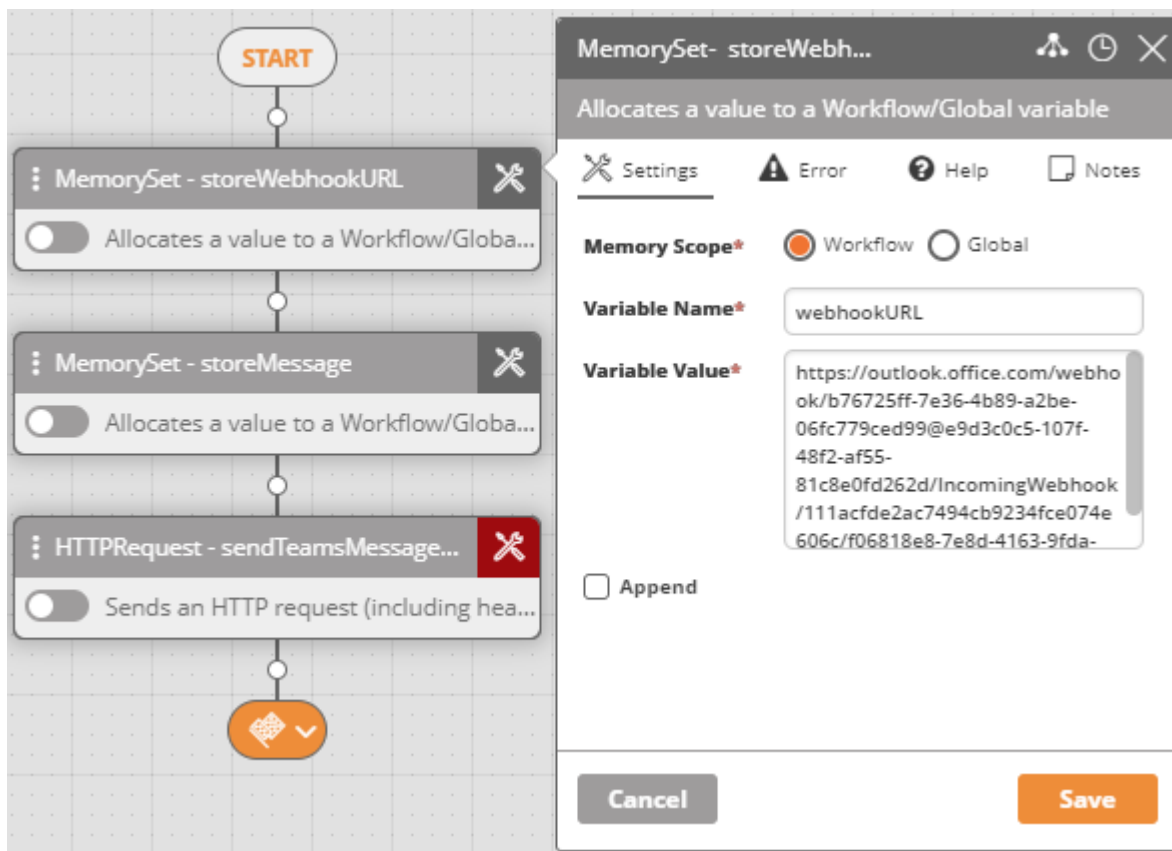 START
MemorySet - storeWebhookURL
Allocates a value to a Workflow/Globa...
MemorySet - storeMessage
Allocates a value to a Workflow/Globa...
HTTPRequest - sendTeamsMessage...
Sends an HTTP request (including hea...
MemorySet- storeWebh...
Allocates a value to a Workflow/Global variable
Settings Error Help Notes
Memory Scope* Workflow Global
Variable Name* webhookURL
Variable Value* https://outlook.office.com/webho
ok/b76725ff-7e36-4b89-a2be-
06fc779ced99@e9d3c0c5-107f-
48f2-af55-
81c8e0fd262d/IncomingWebhook
/111acfde2ac7494cb9234fce074e
606c/f06818e8-7e8d-4163-9fda-
Append
Cancel Save